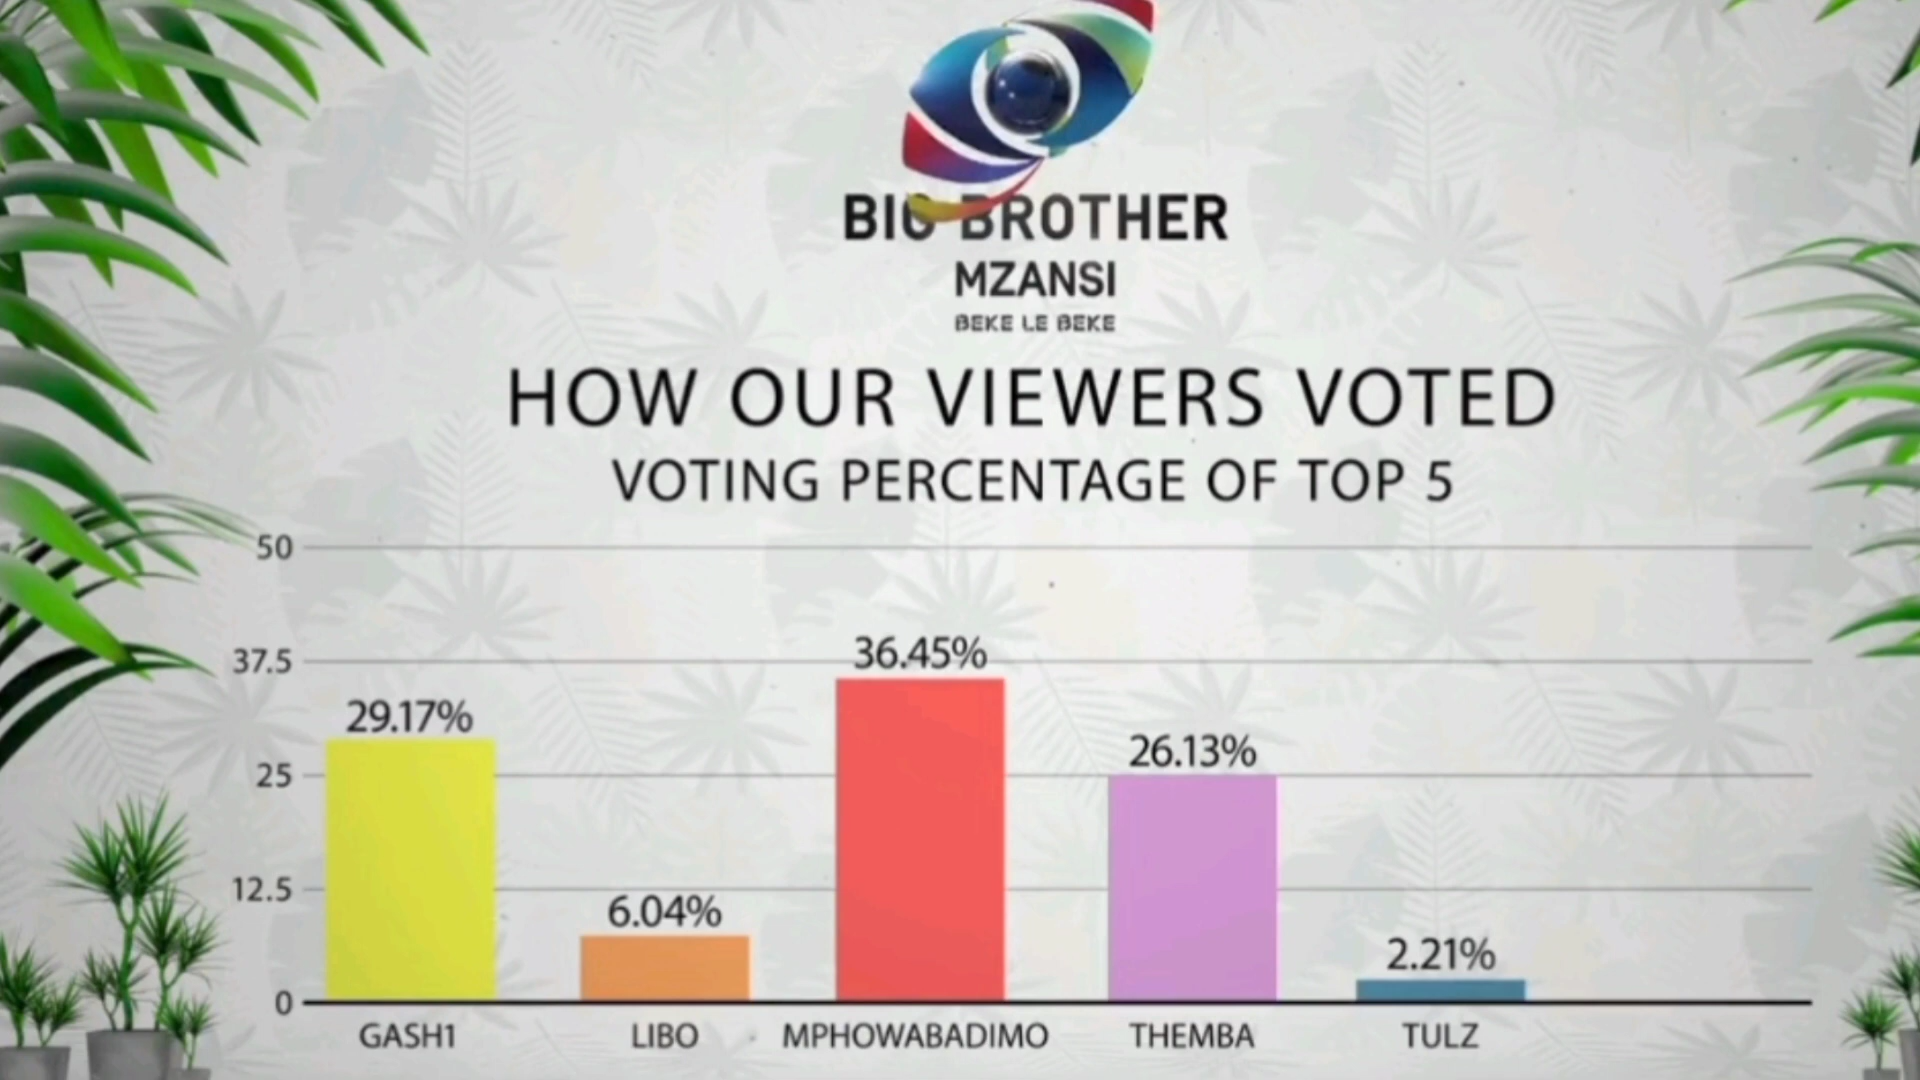 BIG BROTHER
MZANSI
BEKE LE BEKE
HOW OUR VIEWERS VOTED
VOTING PERCENTAGE OF TOP 5
50
37.5
25
12.5
0
29.17%
6.04%
36.45%
26.13%
2.21%
GASH1
LIBO
MPHOWABADIMO
THEMBA
TULZ